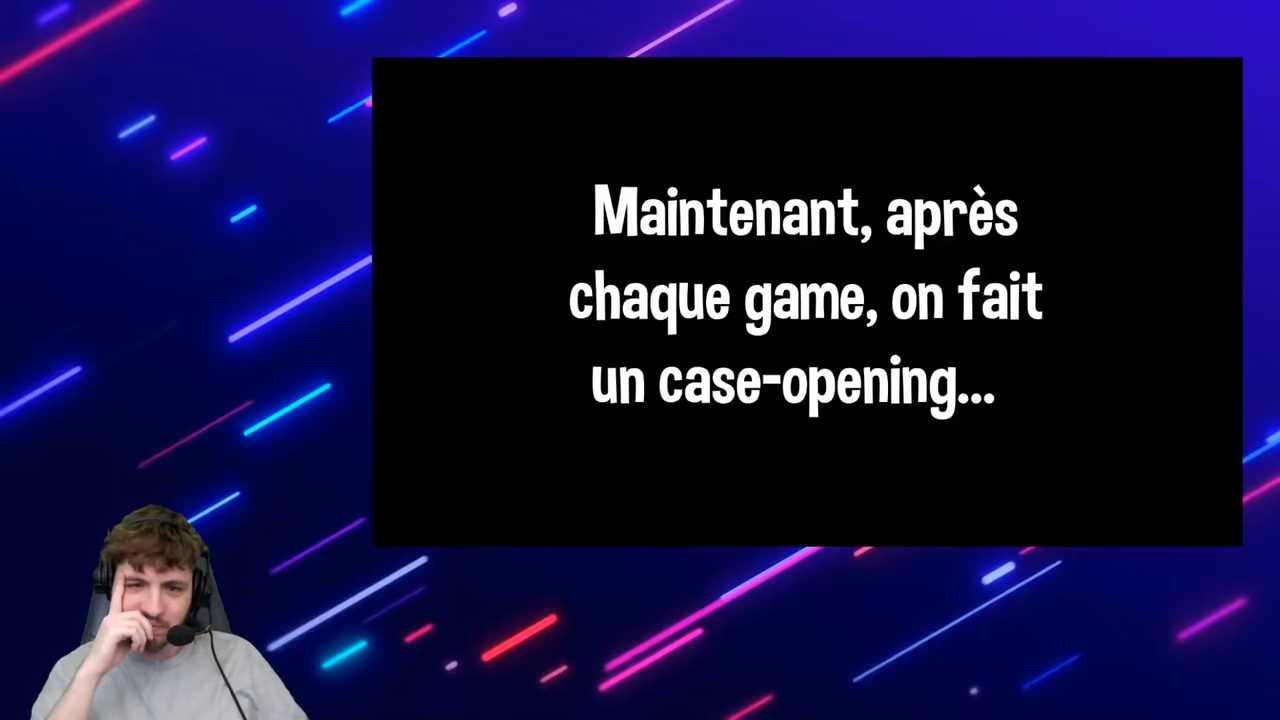 Maintenant, après
chaque game, on fait
un case-opening...